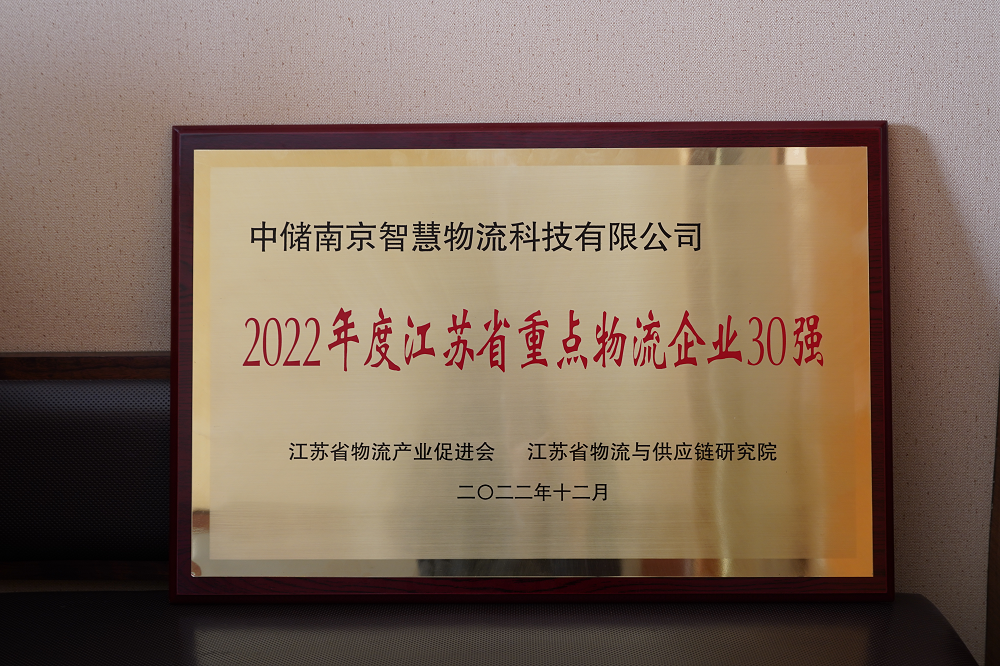 中储南京智慧物流科技有限公司
2022年度江苏省重点物流企业30强
江苏省物流产业促进会 江苏省物流与供应链研究院
二〇二二年十二月